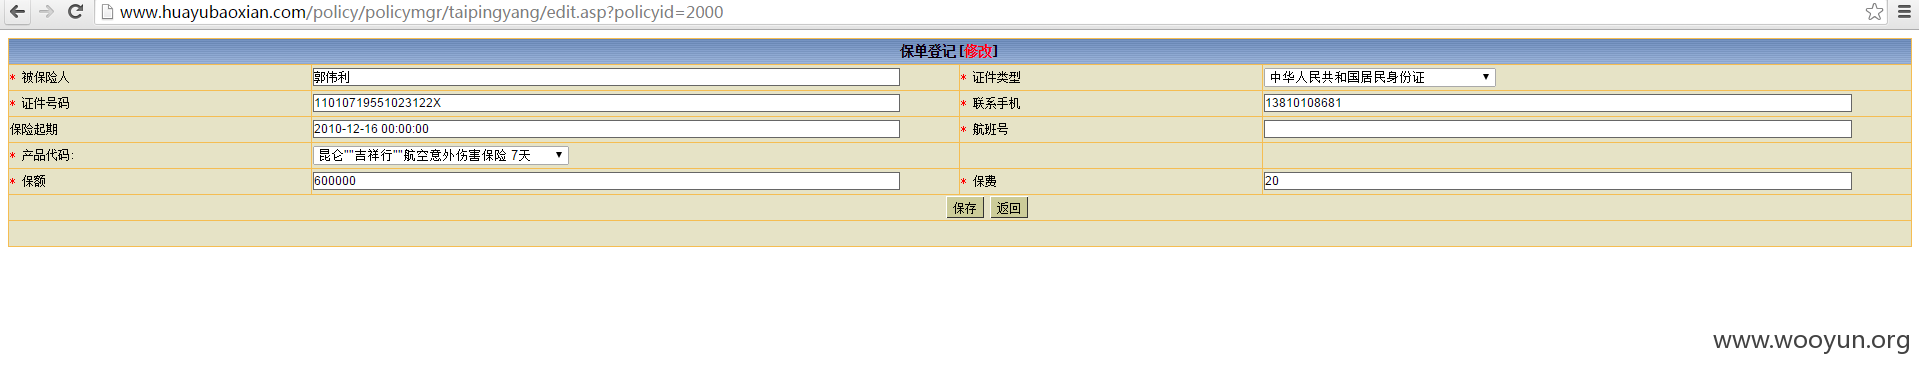 www.huayubaoxian.com/policy/policymgr/taipingyang/edit.asp?policyid=2000
保单登记 [修改]
* 被保险人 郭伟利 * 证件类型 中华人民共和国居民身份证
* 证件号码 11010719551023122X * 联系手机 13810108681
保险起期 2010-12-16 00:00:00 * 航班号
* 产品代码: 昆仑""吉祥行""航空意外伤害保险 7天
* 保额 600000 * 保费 20
保存 返回
www.wooyun.org